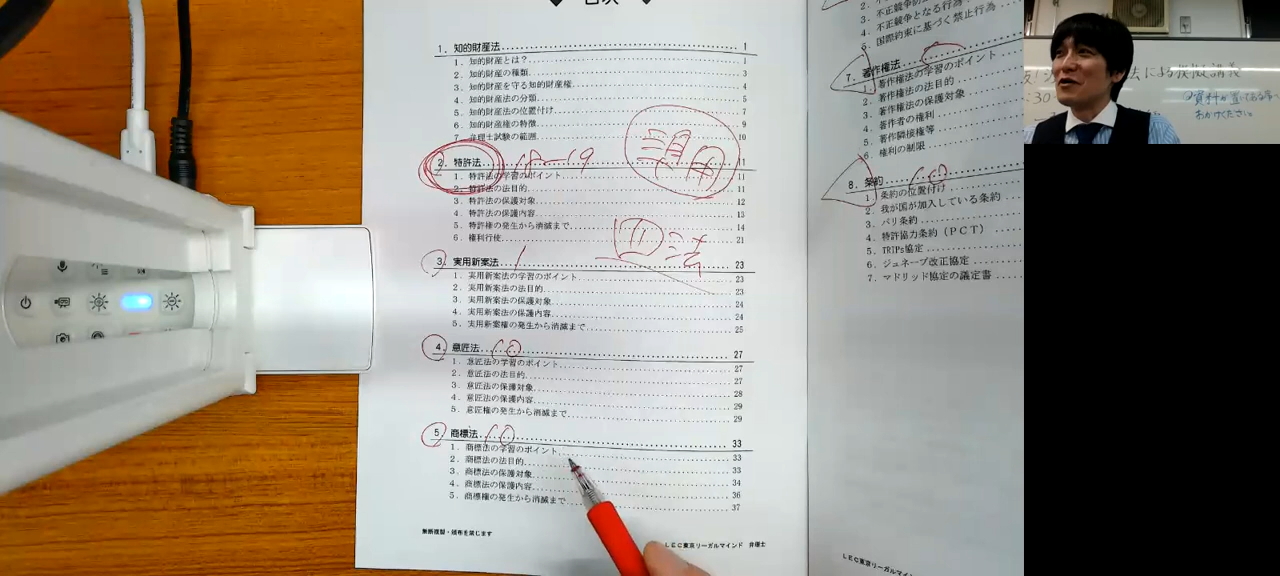 目次
1. 知的財産法 1
1. 知的財産とは? 1
2. 知的財産の種類 3
3. 知的財産を守る知的財産権 4
4. 知的財産法の分類 5
5. 知的財産法の位置付け 7
6. 知的財産権の特徴 9
7. 弁理士試験の範囲 10
2. 特許法 11
1. 特許法の学習のポイント 11
2. 特許法の法目的 11
3. 特許法の保護対象 12
4. 特許法の保護内容 13
5. 特許権の発生から消滅まで 14
6. 権利行使 21
四法
3. 実用新案法 23
1. 実用新案法の学習のポイント 23
2. 実用新案法の法目的 23
3. 実用新案法の保護対象 24
4. 実用新案法の保護内容 24
5. 実用新案権の発生から消滅まで 25
4. 意匠法 27
1. 意匠法の学習のポイント 27
2. 意匠法の法目的 27
3. 意匠法の保護対象 28
4. 意匠法の保護内容 29
5. 意匠権の発生から消滅まで 29
5. 商標法 10 33
1. 商標法の学習のポイント 33
2. 商標法の法目的 33
3. 商標法の保護対象 34
4. 商標法の保護内容 36
5. 商標権の発生から消滅まで 37
無断複製・頒布を禁じます
LEC東京リーガルマインド 弁理士
4. 不正競争となる行為
5. 国際約束に基づく禁止行為
7. 著作権法
1. 著作権法の学習のポイント
2. 著作権法の法目的
3. 著作権法の保護対象
4. 著作者の権利
5. 著作隣接権等
6. 権利の制限
8. 条約
1. 条約の位置付け
2. 我が国が加入している条約
3. パリ条約
4. 特許協力条約(PCT)
5. TRIPs協定
6. ジュネーブ改正協定
7. マドリッド協定の議定書
LEC東京リーガルマイン
による模擬講義
:30
わかけください。